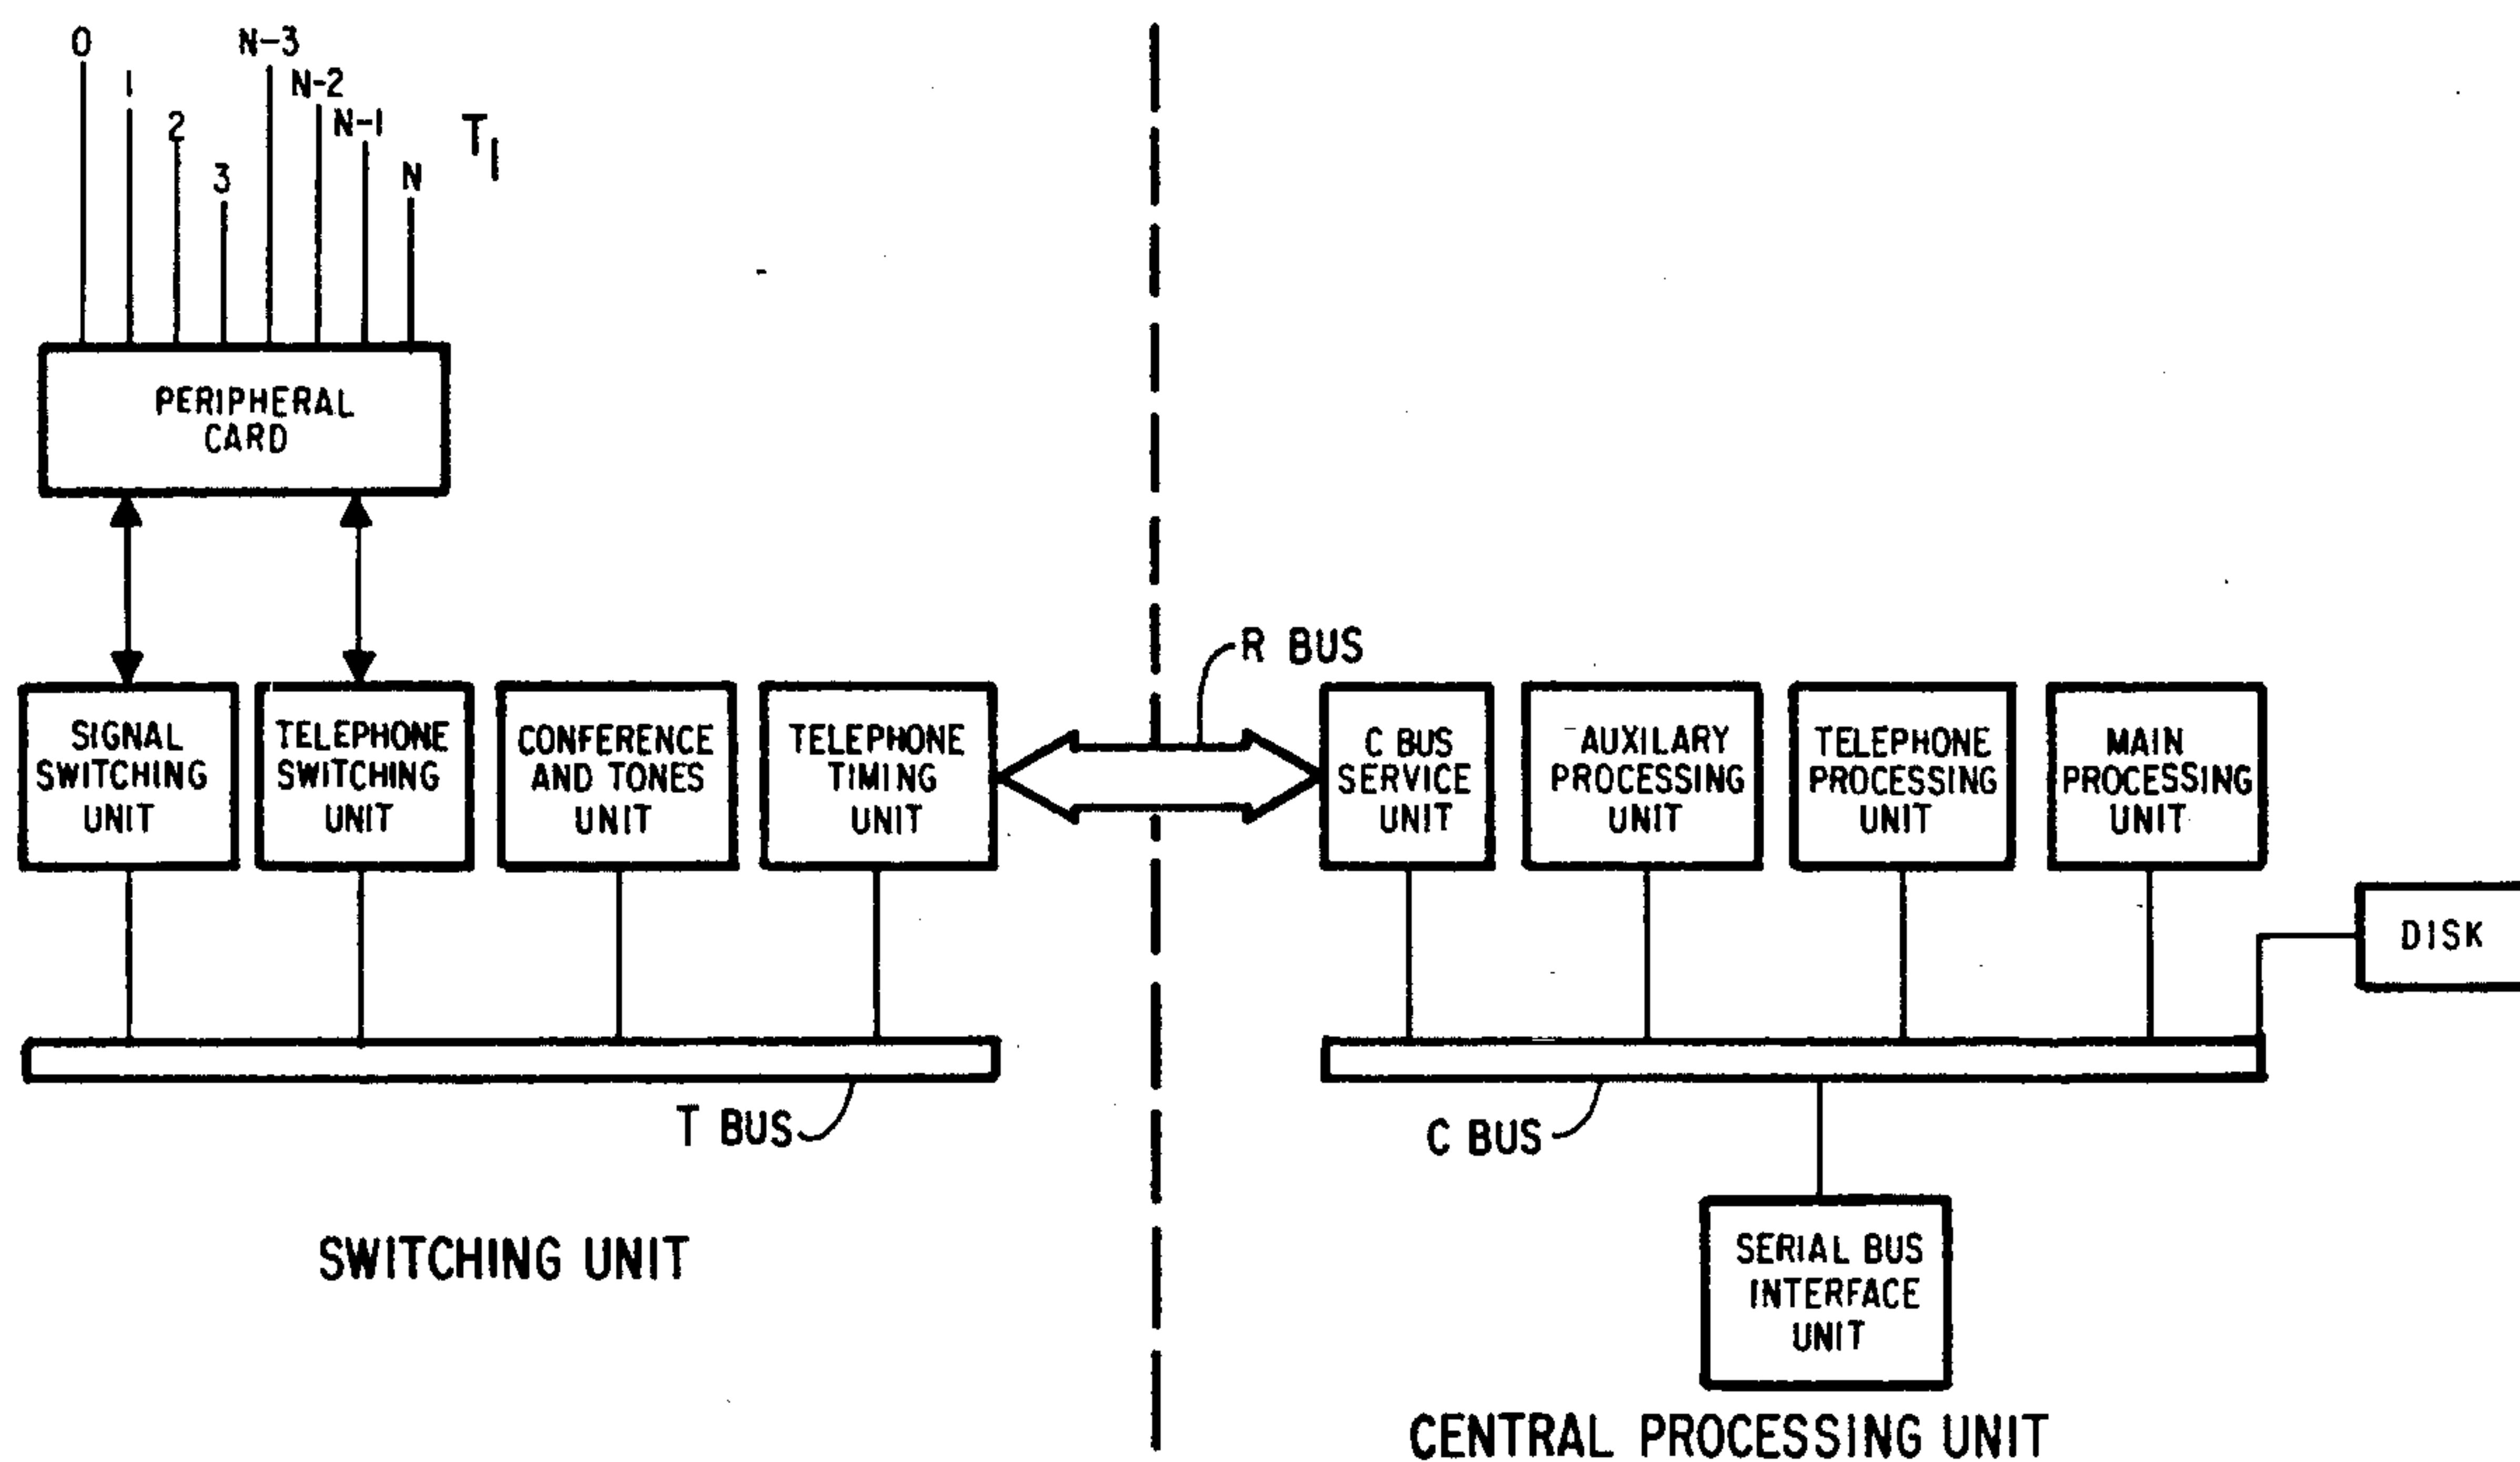 0
N-3
1
N-2
2
N-1
T1
3
N
PERIPHERAL
CARD
R BUS
SIGNAL
SWITCHING
UNIT
TELEPHONE
SWITCHING
UNIT
CONFERENCE
AND TONES
UNIT
TELEPHONE
TIMING
UNIT
C BUS
SERVICE
UNIT
AUXILARY
PROCESSING
UNIT
TELEPHONE
PROCESSING
UNIT
MAIN
PROCESSING
UNIT
DISK
T BUS
C BUS
SWITCHING UNIT
SERIAL BUS
INTERFACE
UNIT
CENTRAL PROCESSING UNIT